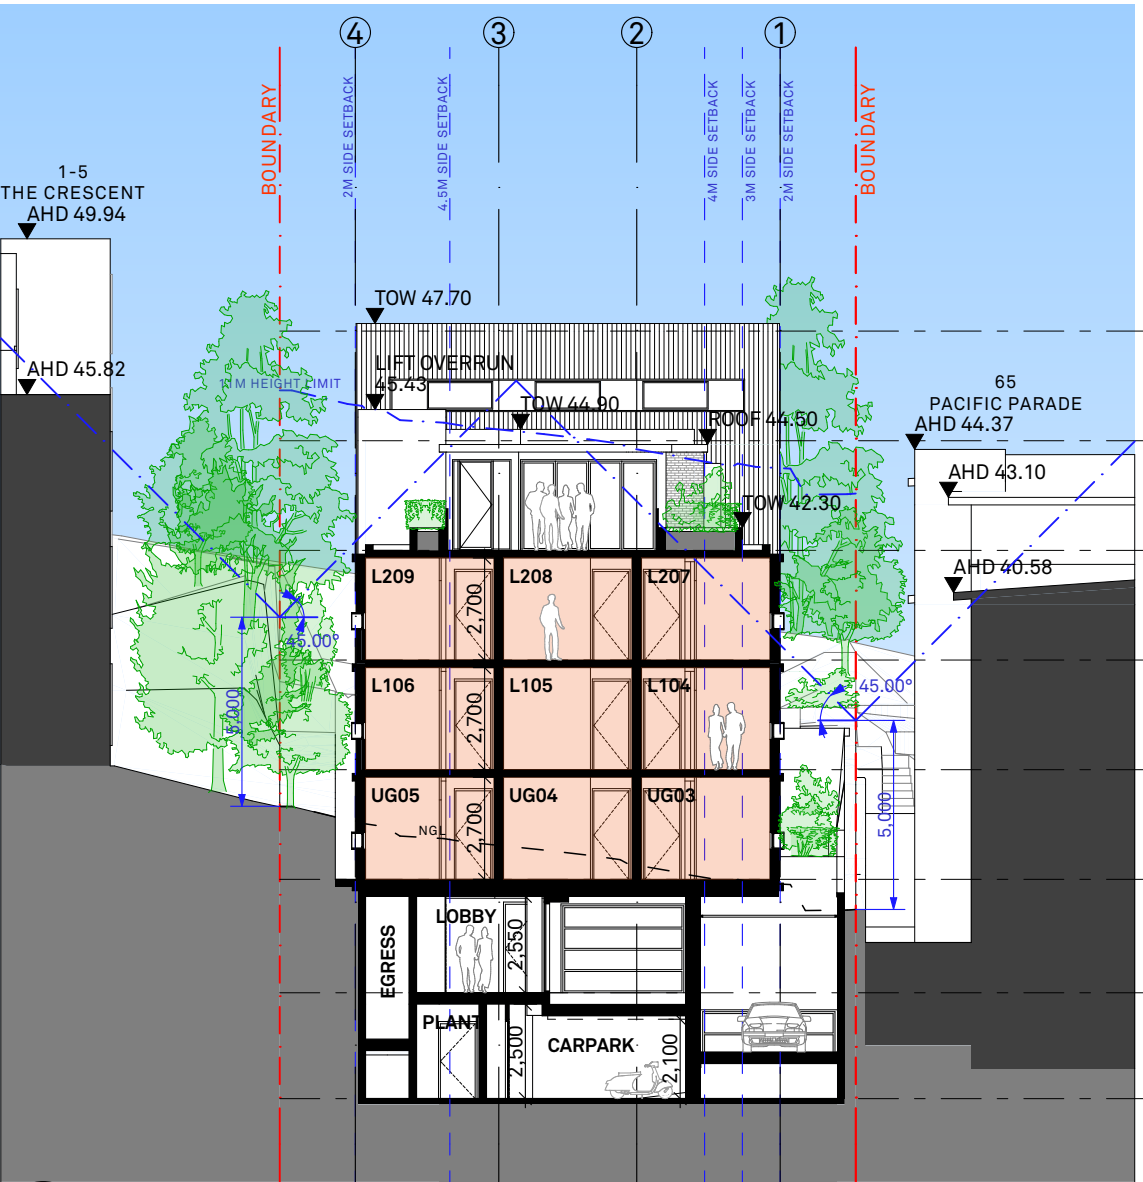 4
3
2
1
BOUNDARY
2M SIDE SETBACK
4.5M SIDE SETBACK
4M SIDE SETBACK
3M SIDE SETBACK
2M SIDE SETBACK
BOUNDARY
1-5
THE CRESCENT
AHD 49.94
AHD 45.82
TOW 47.70
LIFT OVERRUN
45.43
11M HEIGHT LIMIT
TOW 44.90
ROOF 44.50
TOW 42.30
65
PACIFIC PARADE
AHD 44.37
AHD 43.10
AHD 40.58
L209
2,700
L208
L207
45.00°
5,000
L106
2,700
L105
L104
45.00°
5,000
UG05
2,700
UG04
UG03
NGL
EGRESS
LOBBY
2,550
PLANT
2,500
CARPARK
2,100